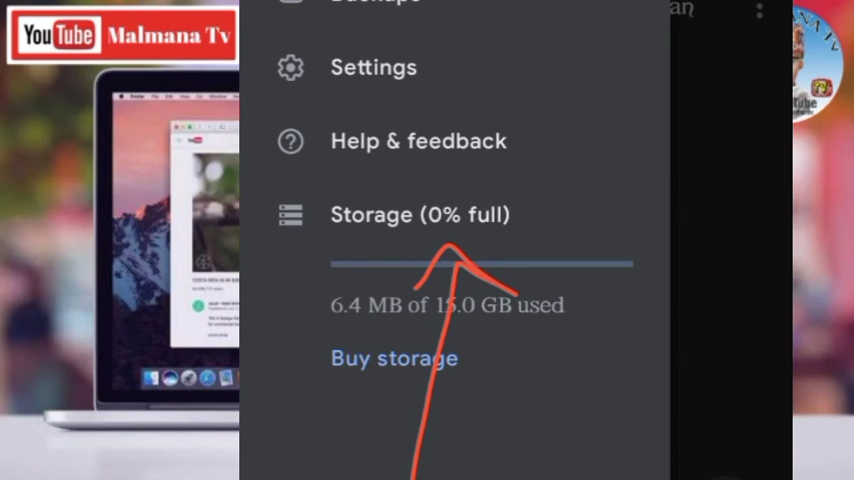 YouTube Malmana Tv
Settings
Help & feedback
Storage (0% full)
6.4 MB of 15.0 GB used
Buy storage